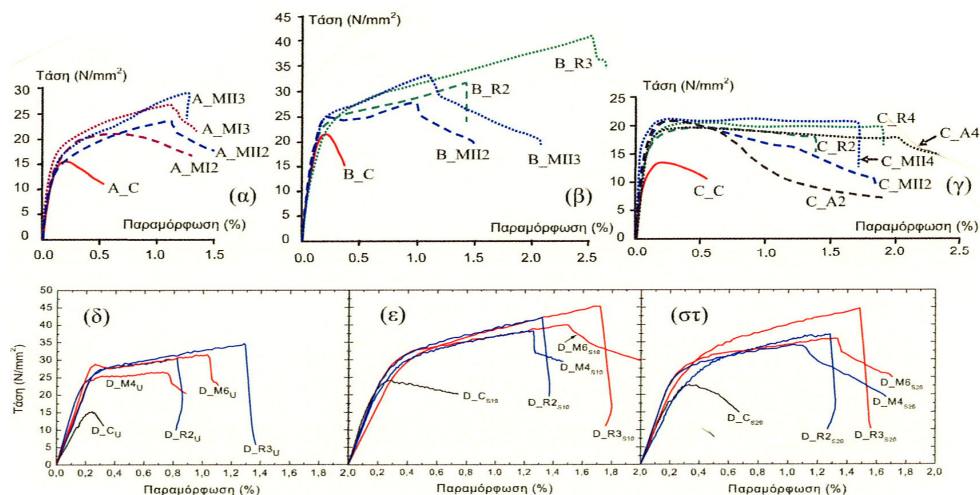 Τάση (N/mm²)
35
30
25
20
15
10
5
0
A_MII3
A_MI3
A_MII2
A_MI2
A_C
(α)
0.0 0.5 1.0 1.5
Παραμόρφωση (%)
Τάση (N/mm²)
45
40
35
30
25
20
15
10
5
0
B_R3
B_R2
B_MII2
B_MII3
B_C
(β)
0.0 0.5 1.0 1.5 2.0 2.5
Παραμόρφωση (%)
Τάση (N/mm²)
25
20
15
10
5
0
C_R4
C_A4
C_R2
C_MII4
C_MII2
C_A2
C_C
(γ)
0.0 0.5 1.0 1.5 2.0 2.5
Παραμόρφωση (%)
Τάση (N/mm²)
50
45
40
35
30
25
20
15
10
5
0
(δ)
D_M4U
D_M6U
D_CU
D_R2U
D_R3U
0,0 0,2 0,4 0,6 0,8 1,0 1,2 1,4 1,6 1,8
Παραμόρφωση (%)
(ε)
D_M6S10
D_M4S10
D_CS10
D_R2S10
D_R3S10
0,2 0,4 0,6 0,8 1,0 1,2 1,4 1,6 1,8 2,0
Παραμόρφωση (%)
(στ)
D_M6S20
D_M4S20
D_CS20
D_R2S20
D_R3S20
0,2 0,4 0,6 0,8 1,0 1,2 1,4 1,6 1,8 2,0
Παραμόρφωση (%)